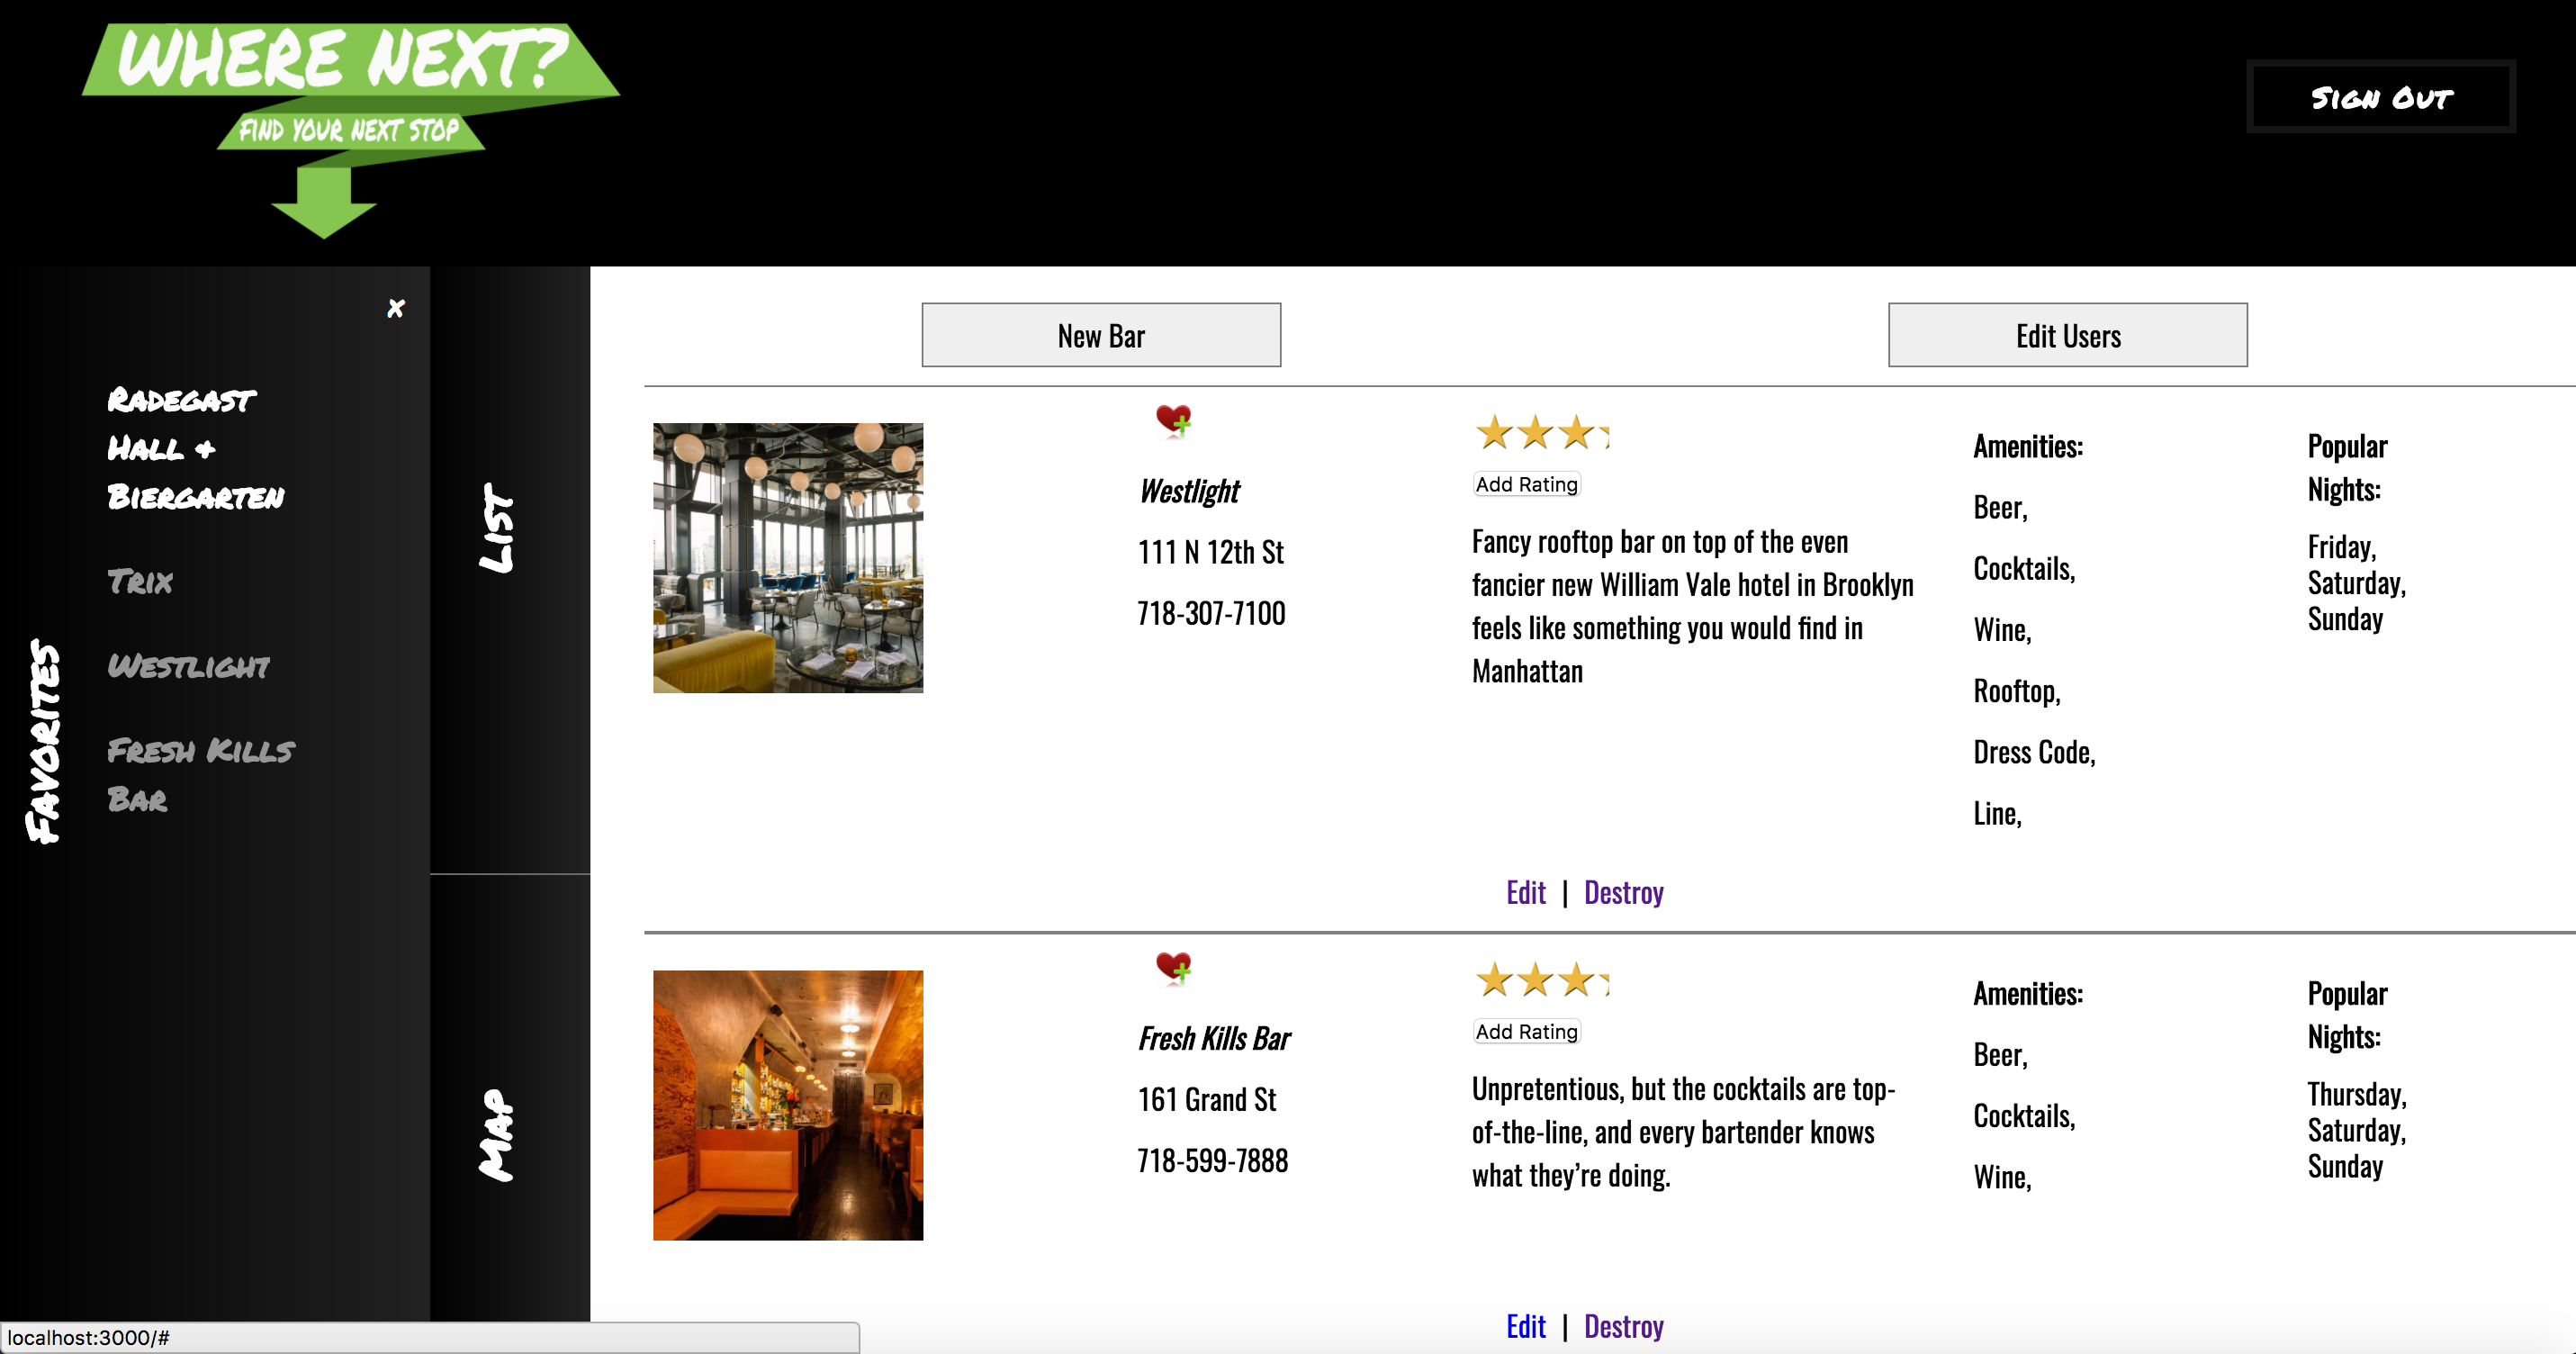 WHERE NEXT?
FIND YOUR NEXT STOP
SIGN OUT
×
FAVORITES
RADEGAST
HALL +
BIERGARTEN
TRIX
WESTLIGHT
FRESH KILLS
BAR
LIST
MAP
New Bar
Edit Users
Westlight
111 N 12th St
718-307-7100
Add Rating
Fancy rooftop bar on top of the even
fancier new William Vale hotel in Brooklyn
feels like something you would find in
Manhattan
Amenities:
Beer,
Cocktails,
Wine,
Rooftop,
Dress Code,
Line,
Popular
Nights:
Friday,
Saturday,
Sunday
Edit | Destroy
Fresh Kills Bar
161 Grand St
718-599-7888
Add Rating
Unpretentious, but the cocktails are top-
of-the-line, and every bartender knows
what they’re doing.
Amenities:
Beer,
Cocktails,
Wine,
Popular
Nights:
Thursday,
Saturday,
Sunday
Edit | Destroy
localhost:3000/#